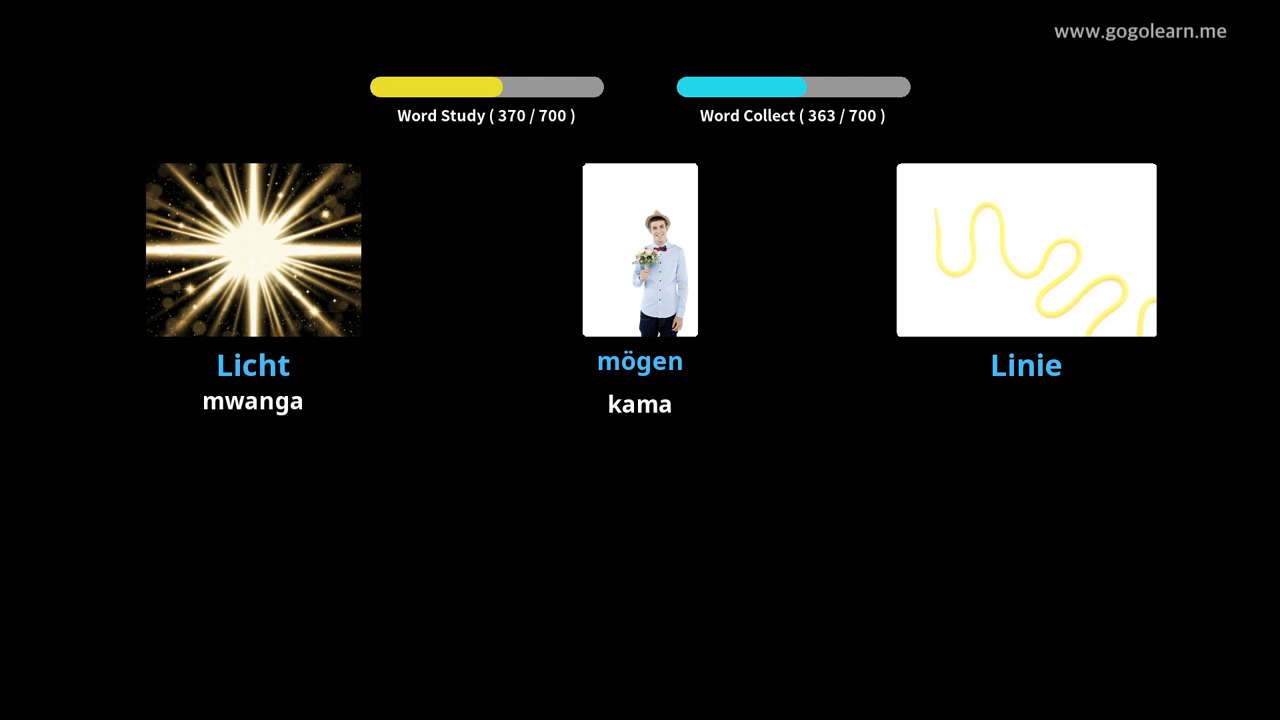 www.gogolearn.me
Word Study ( 370 / 700 )
Word Collect ( 363 / 700 )
Licht
mwanga
mögen
kama
Linie